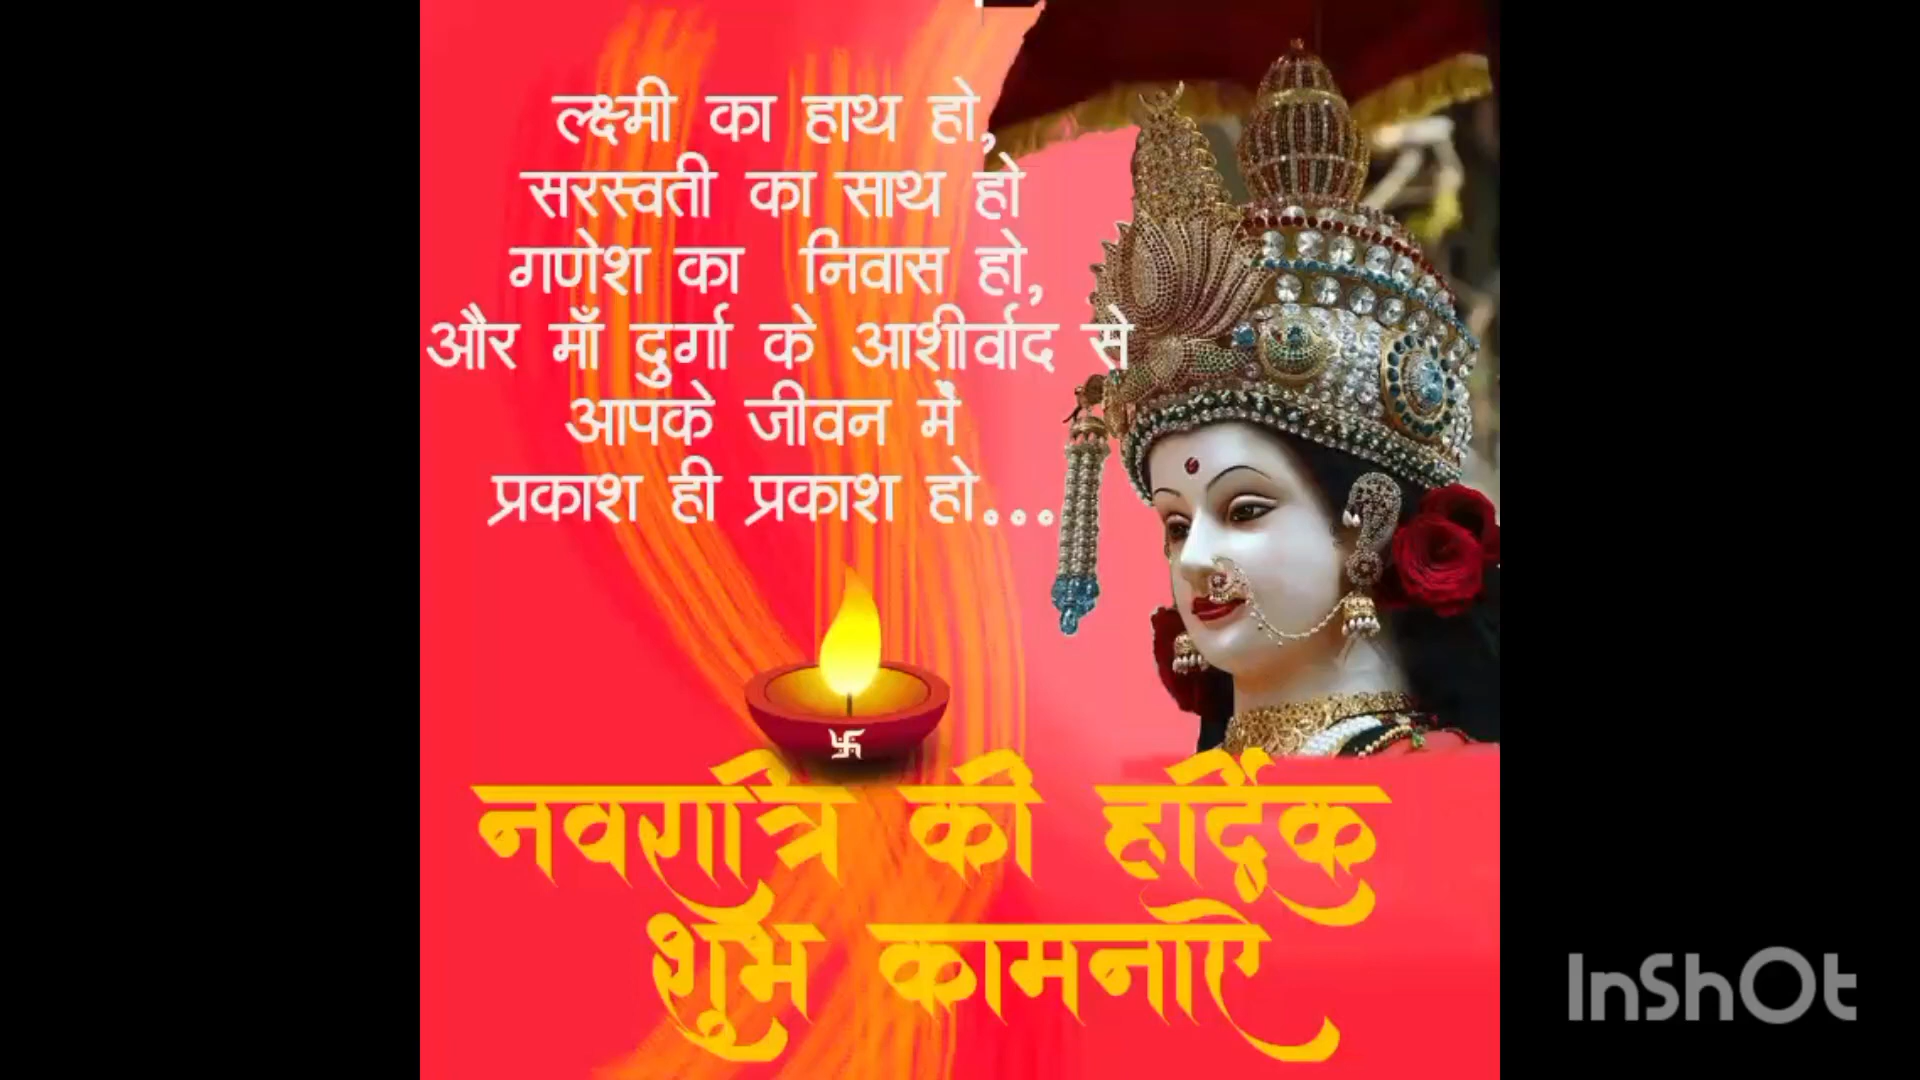 लक्ष्मी का हाथ हो,
सरस्वती का साथ हो
गणेश का निवास हो,
और माँ दुर्गा के आशीर्वाद से
आपके जीवन में
प्रकाश ही प्रकाश हो...
नवरात्रि की हार्दिक
शुभ कामनाऐ
InShOt